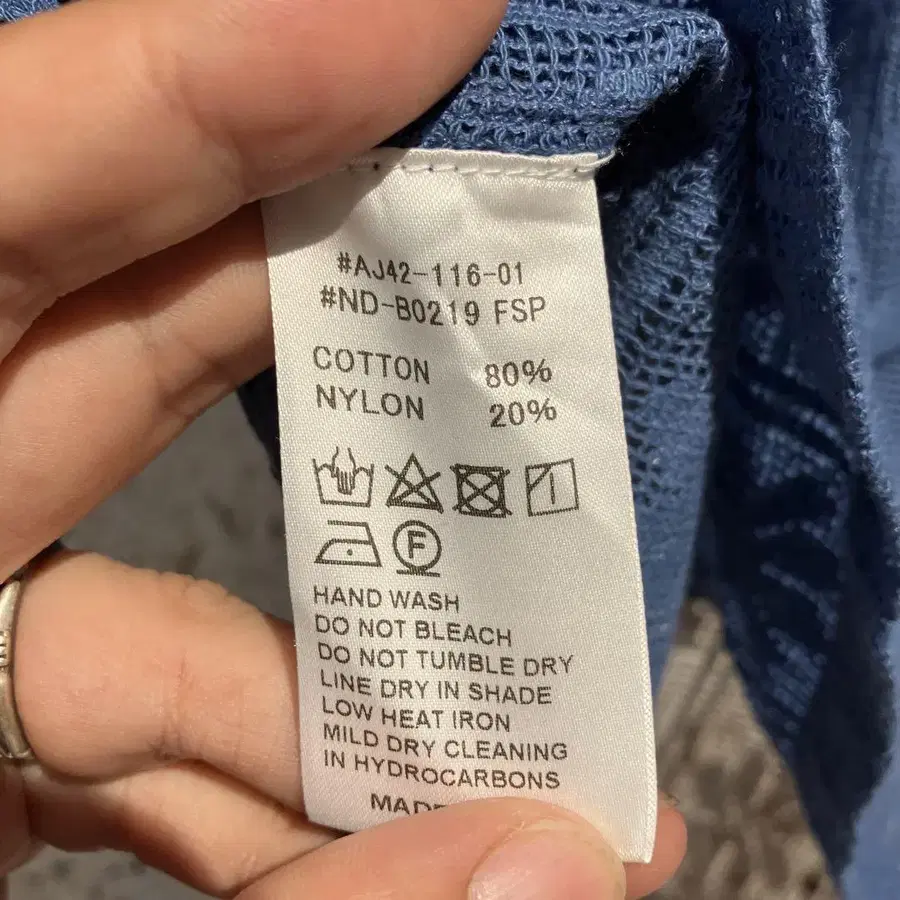 #AJ42-116-01
#ND-B0219 FSP
COTTON 80%
NYLON 20%
F
HAND WASH
DO NOT BLEACH
DO NOT TUMBLE DRY
LINE DRY IN SHADE
LOW HEAT IRON
MILD DRY CLEANING
IN HYDROCARBONS